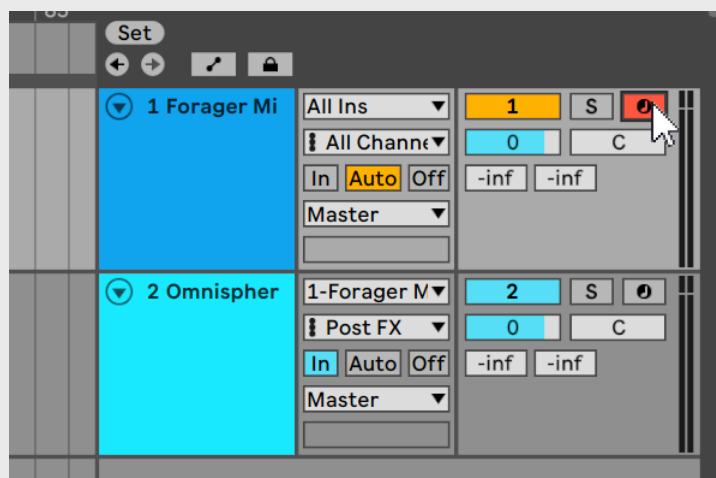 Set
1 Forager Mi
All Ins
1
S
All Channe
0
C
In
Auto
Off
-inf
-inf
Master
2 Omnispher
1-Forager M
2
S
Post FX
0
C
In
Auto
Off
-inf
-inf
Master